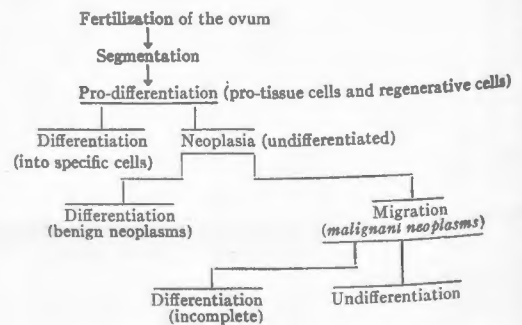 Fertilization of the ovum
Segmentation
Pro-differentiation (pro-tissue cells and regenerative cells)
Differentiation
(into specific cells)
Neoplasia (undifferentiated)
Differentiation
(benign neoplasms)
Migration
(malignant neoplasms)
Differentiation
(incomplete)
Undifferentiation